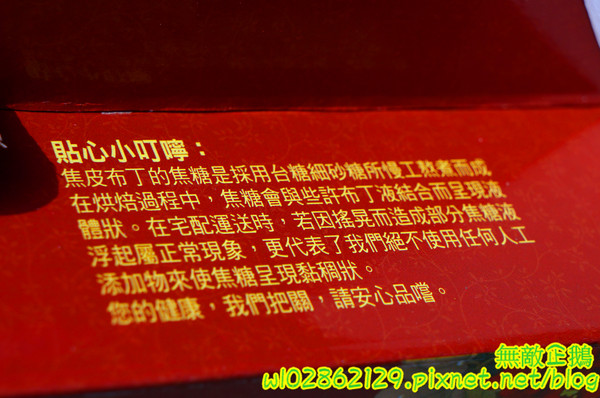 貼心小叮嚀：
焦皮布丁的焦糖是採用台糖細砂糖所慢工熬煮而成
在烘焙過程中，焦糖會與些許布丁液結合而呈現液
體狀。在宅配運送時，若因搖晃而造成部分焦糖液
浮起屬正常現象，更代表了我們絕不使用任何人工
添加物來使焦糖呈現黏稠狀。
您的健康，我們把關，請安心品嚐。
無敵企鵝
wl02862129.pixnet.net/blog